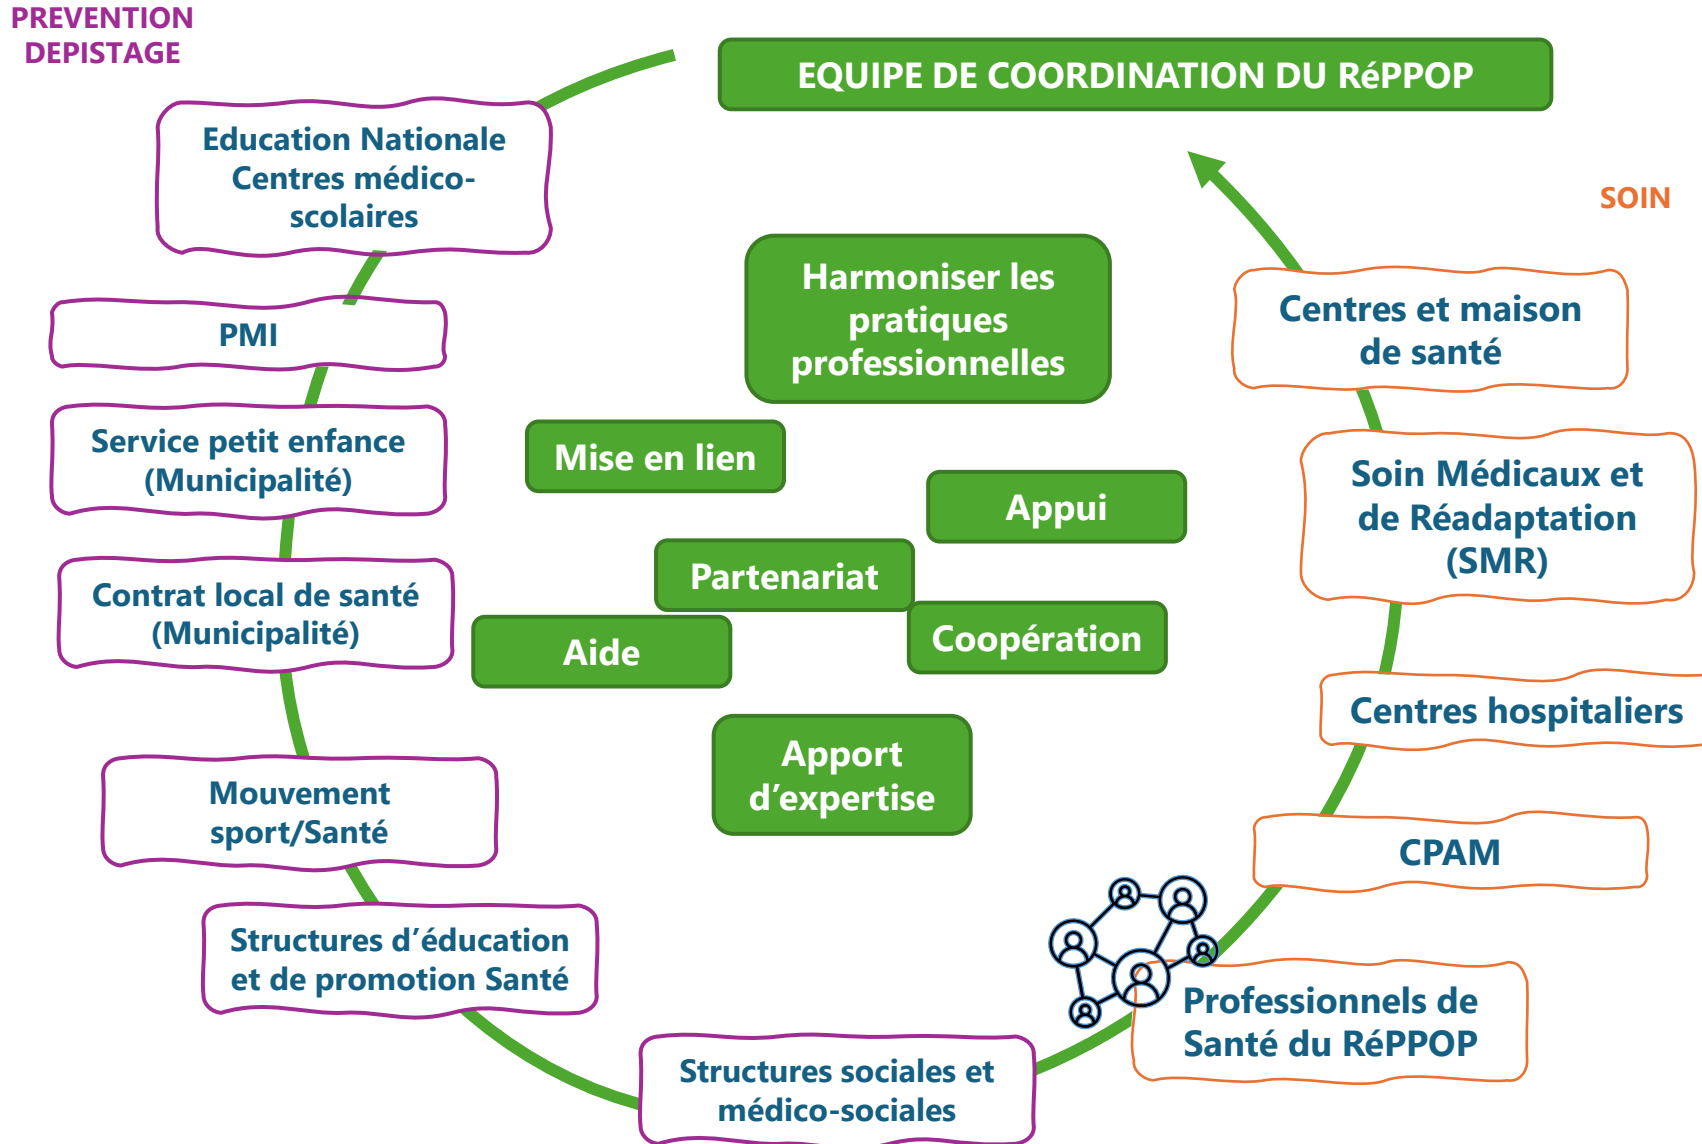 PREVENTION
DEPISTAGE
EQUIPE DE COORDINATION DU RéPPOP
SOIN
Education Nationale
Centres médico-
scolaires
PMI
Service petit enfance
(Municipalité)
Contrat local de santé
(Municipalité)
Mouvement
sport/Santé
Structures d’éducation
et de promotion Santé
Structures sociales et
médico-sociales
Harmoniser les
pratiques
professionnelles
Mise en lien
Appui
Partenariat
Coopération
Aide
Apport
d’expertise
Centres et maison
de santé
Soin Médicaux et
de Réadaptation
(SMR)
Centres hospitaliers
CPAM
Professionnels de
Santé du RéPPOP